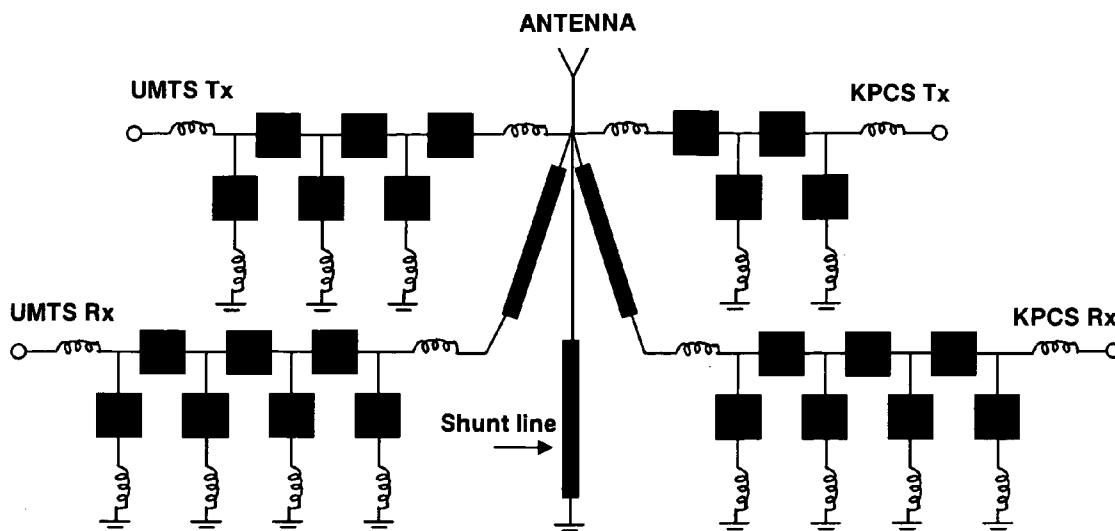 ANTENNA
UMTS Tx
KPCS Tx
UMTS Rx
KPCS Rx
Shunt line